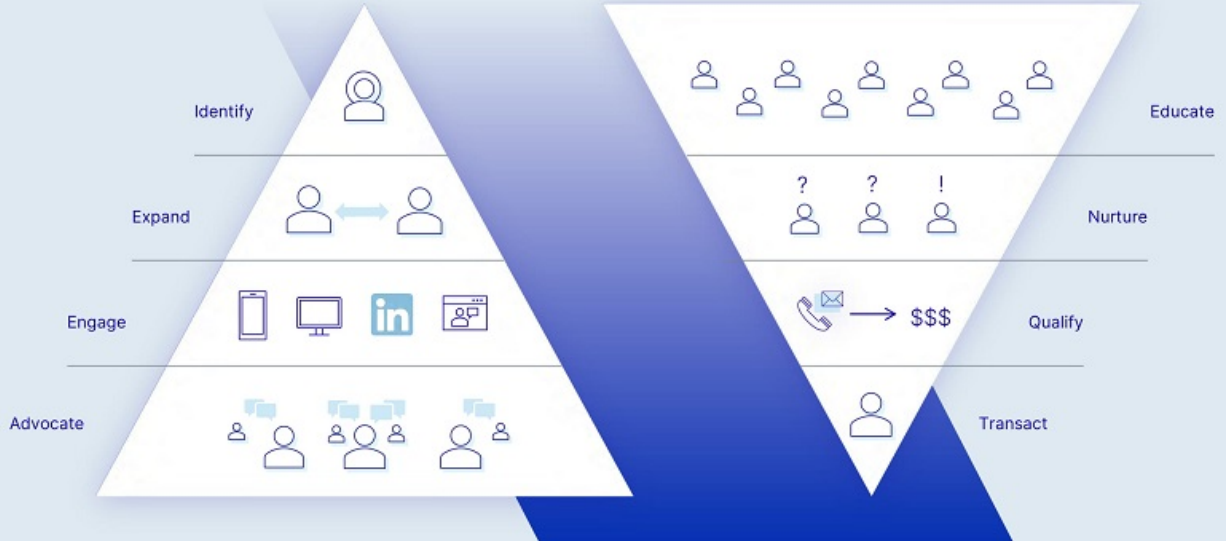 Identify
Expand
Engage
in
Advocate
Educate
? ? !
Nurture
$$$
Qualify
Transact